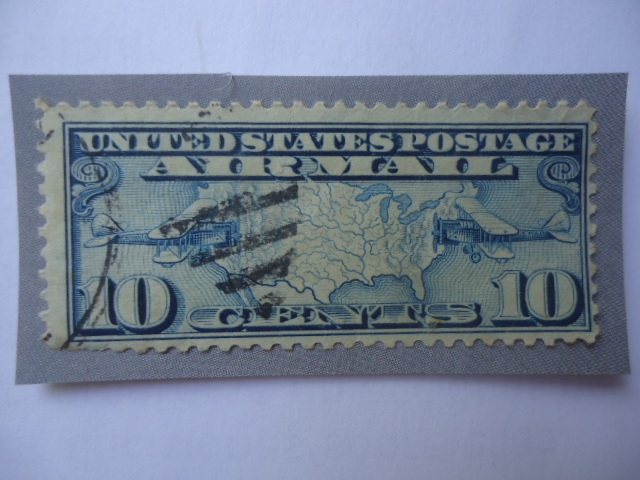 UNITED STATES POSTAGE
AIR MAIL
10 CENTS 10